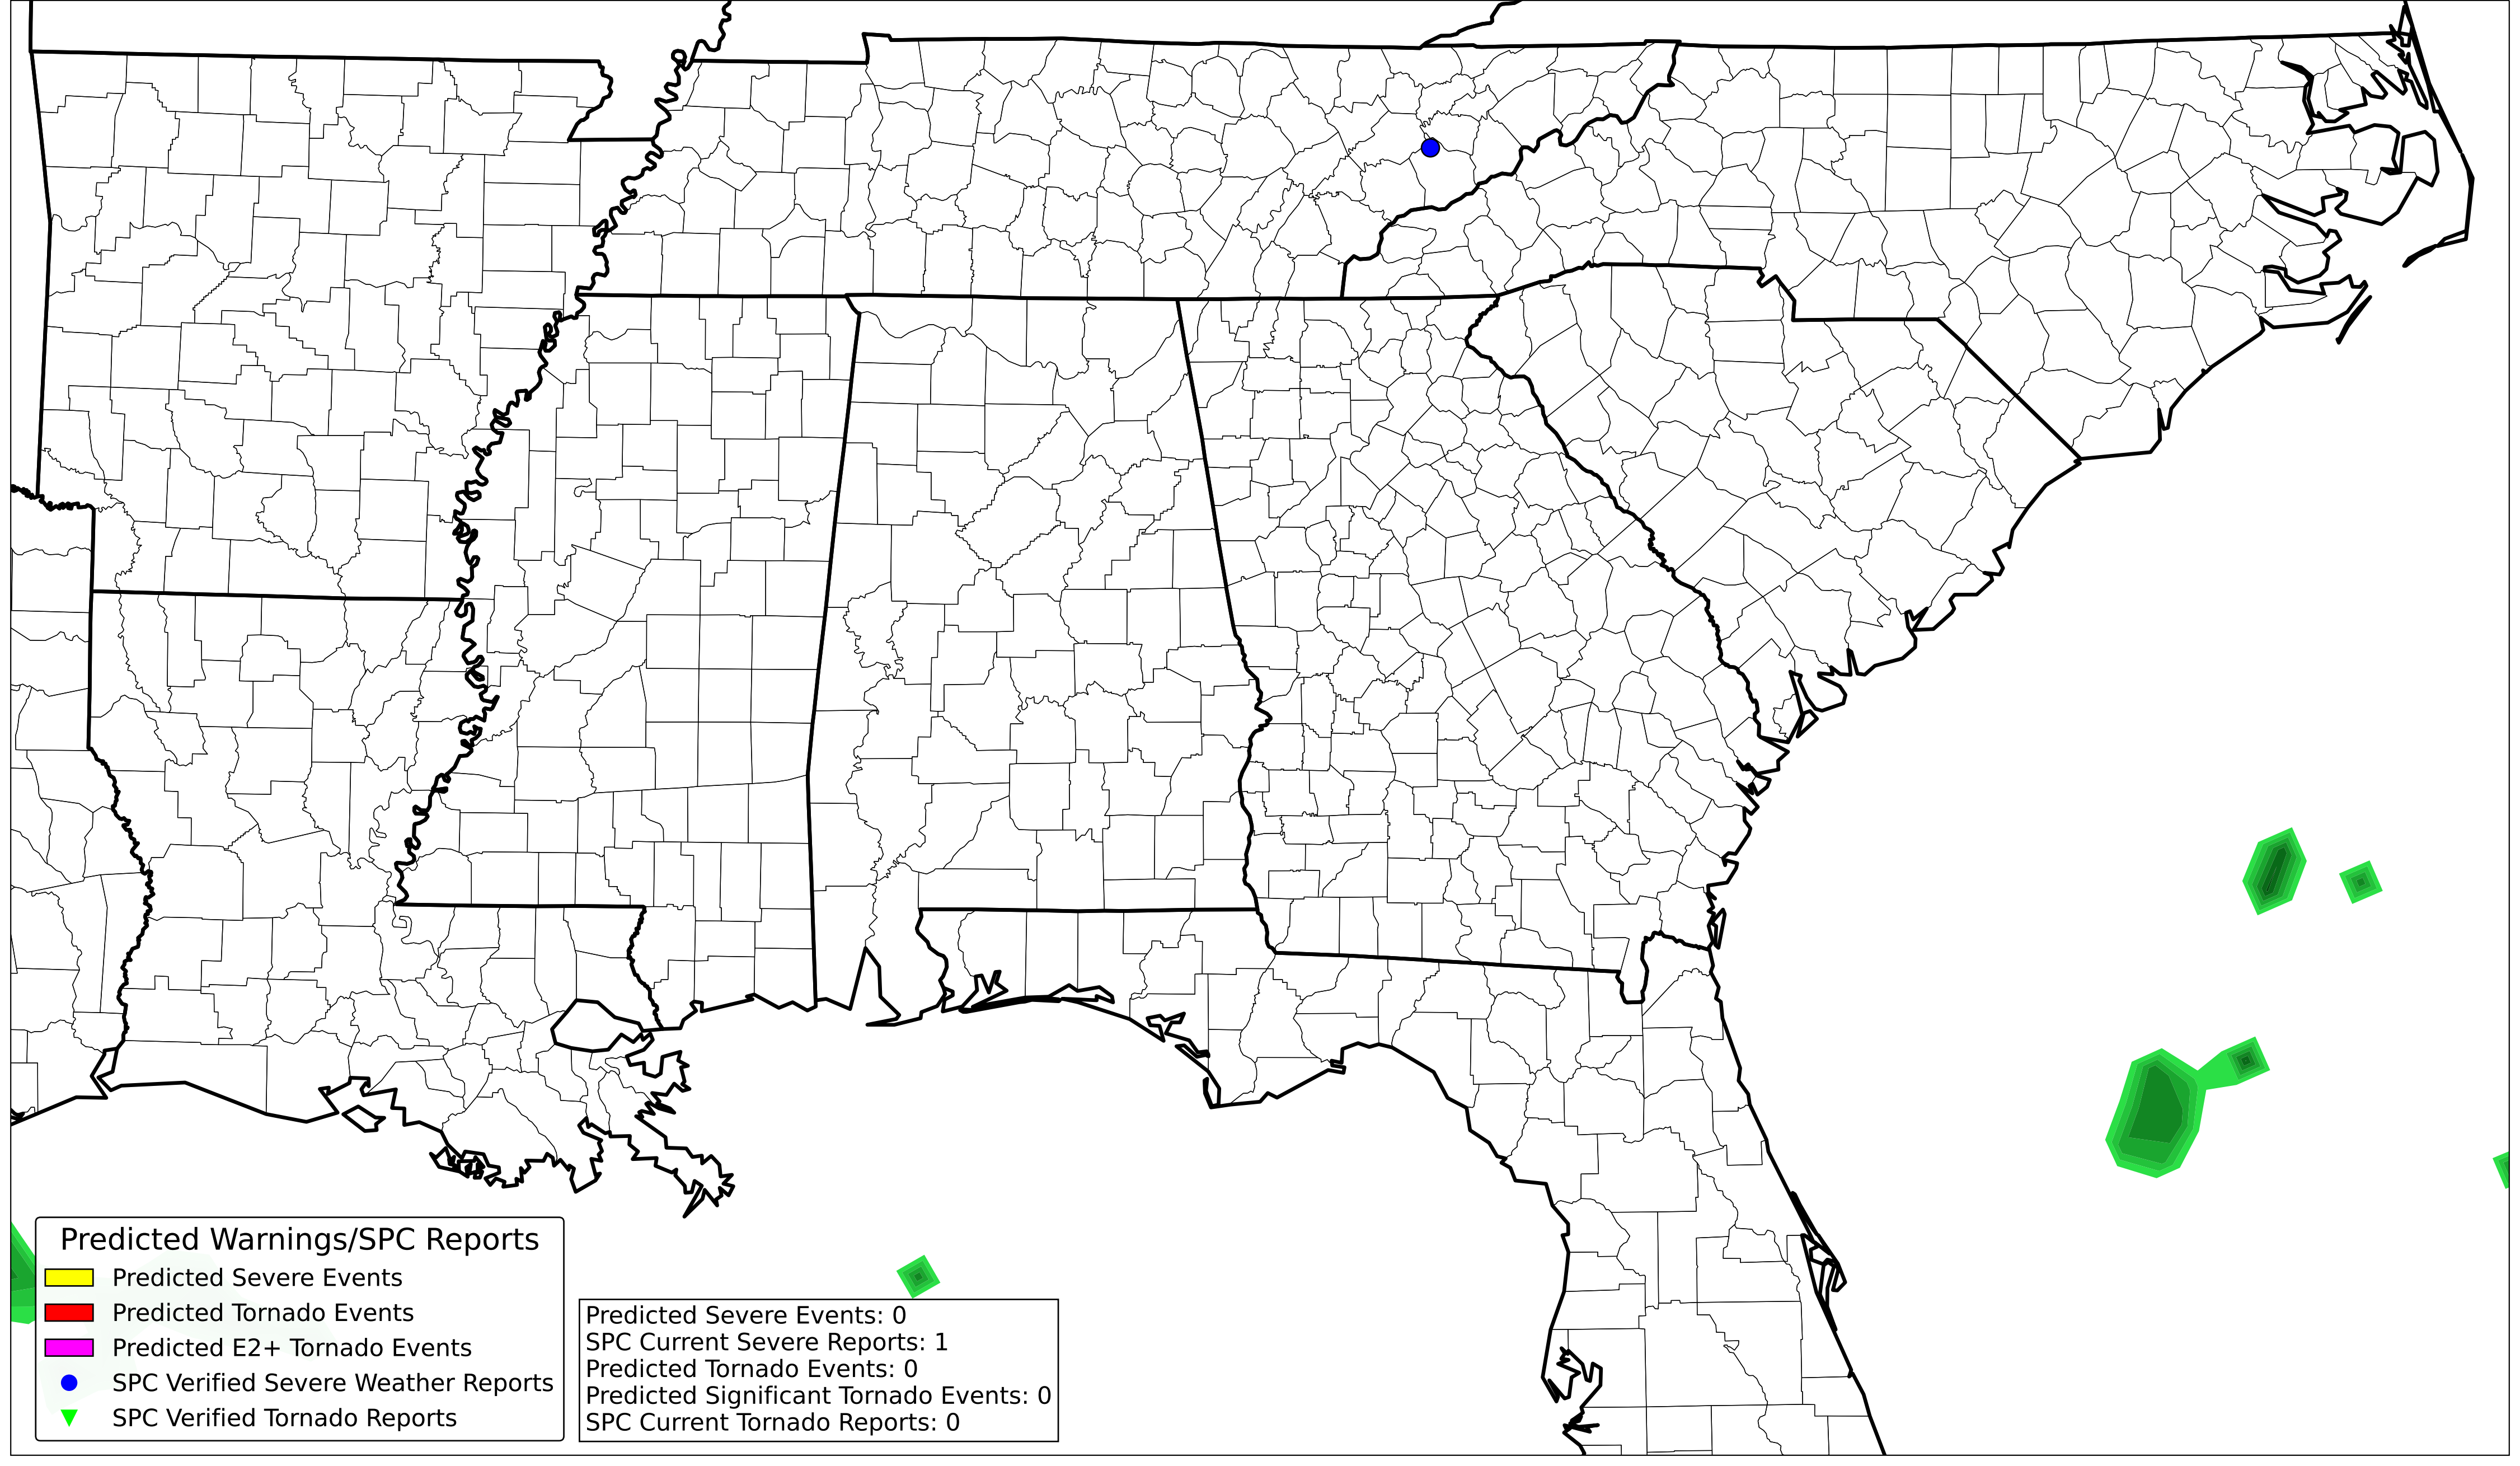 Predicted Warnings/SPC Reports
Predicted Severe Events
Predicted Tornado Events
Predicted E2+ Tornado Events
SPC Verified Severe Weather Reports
SPC Verified Tornado Reports
Predicted Severe Events: 0
SPC Current Severe Reports: 1
Predicted Tornado Events: 0
Predicted Significant Tornado Events: 0
SPC Current Tornado Reports: 0